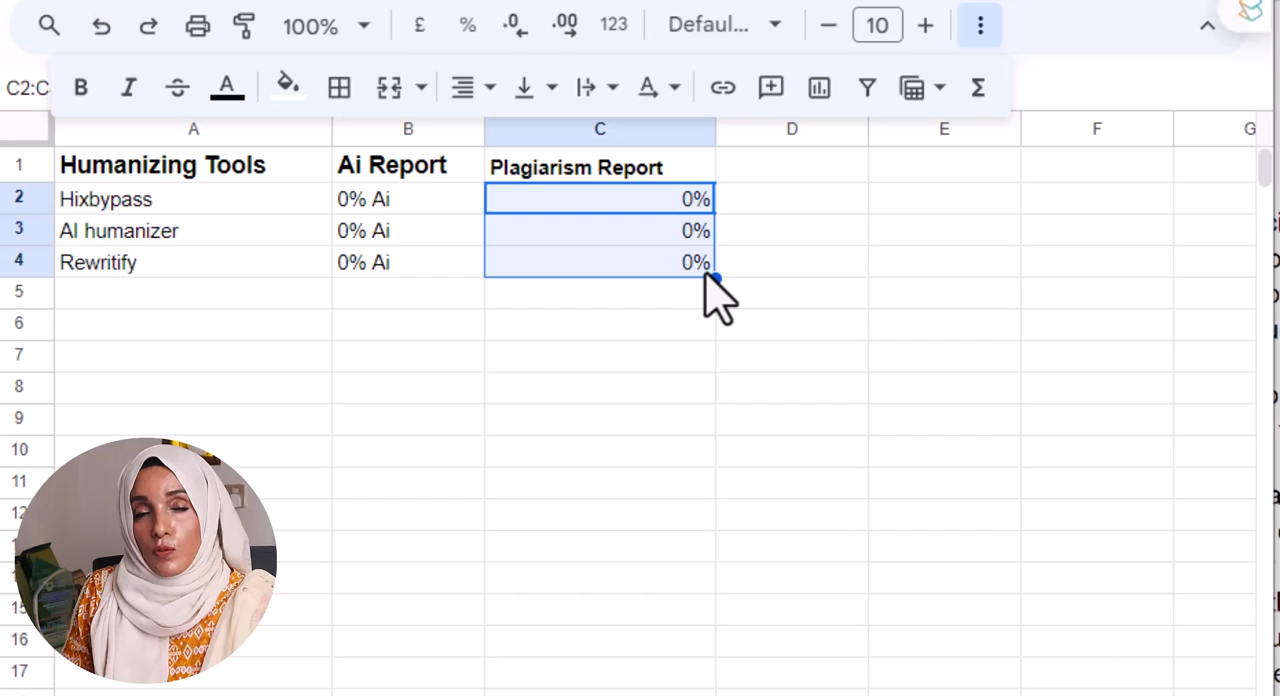 100% £ % .0 .00 123 Defaul... 10
C2:C B I S A A Σ
A B C D E F G
1 Humanizing Tools Ai Report Plagiarism Report
2 Hixbypass 0% Ai 0%
3 AI humanizer 0% Ai 0%
4 Rewritify 0% Ai 0%
5
6
7
8
9
10
11
12
15
16
17